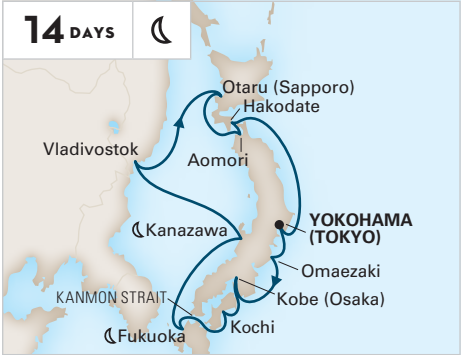 14 DAYS
Otaru (Sapporo)
Hakodate
Vladivostok
Aomori
YOKOHAMA
(TOKYO)
Kanazawa
Omaezaki
KANMON STRAIT
Kobe (Osaka)
Kochi
Fukuoka